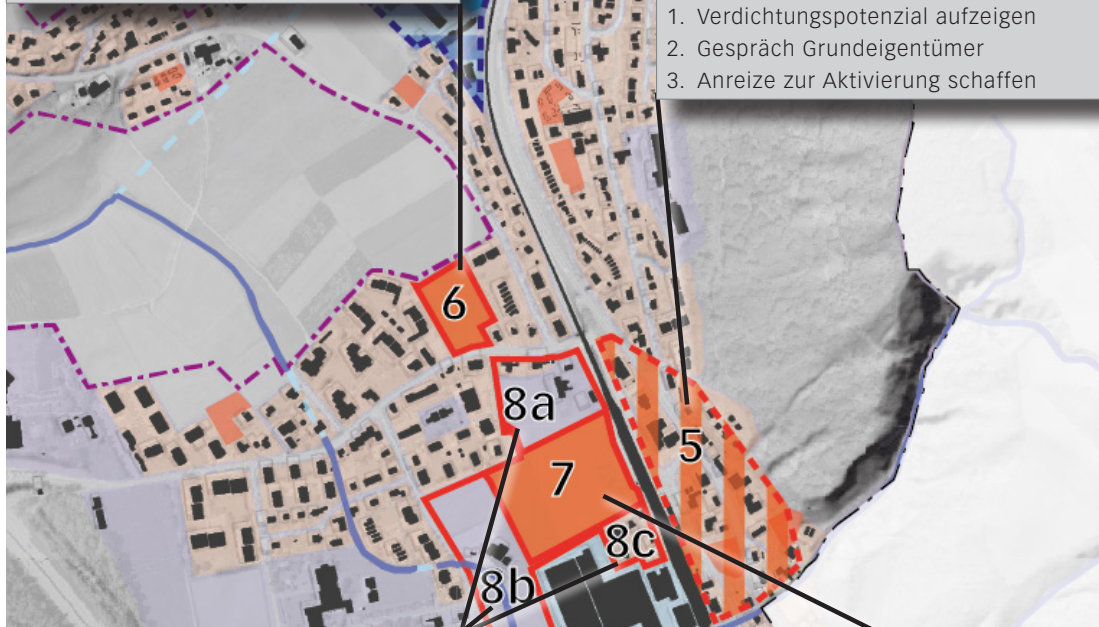 1. Verdichtungspotenzial aufzeigen
2. Gespräch Grundeigentümer
3. Anreize zur Aktivierung schaffen
6
8a
5
7
8c
8b